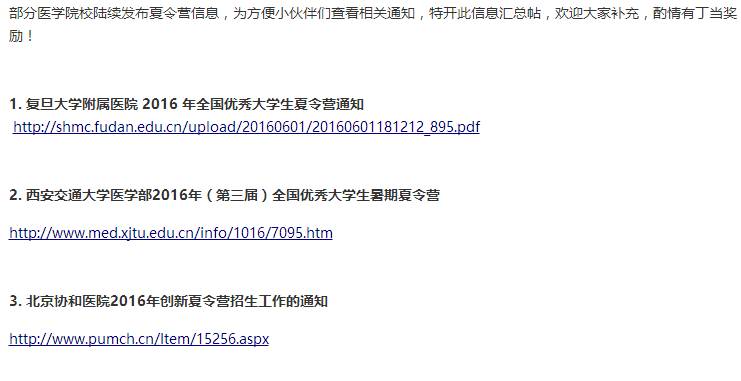 部分医学院校陆续发布夏令营信息，为方便小伙伴们查看相关通知，特开此信息汇总帖，欢迎大家补充，酌情有丁当奖
励！
1. 复旦大学附属医院 2016 年全国优秀大学生夏令营通知
http://shmc.fudan.edu.cn/upload/20160601/20160601181212_895.pdf
2. 西安交通大学医学部2016年（第三届）全国优秀大学生暑期夏令营
http://www.med.xjtu.edu.cn/info/1016/7095.htm
3. 北京协和医院2016年创新夏令营招生工作的通知
http://www.pumch.cn/Item/15256.aspx